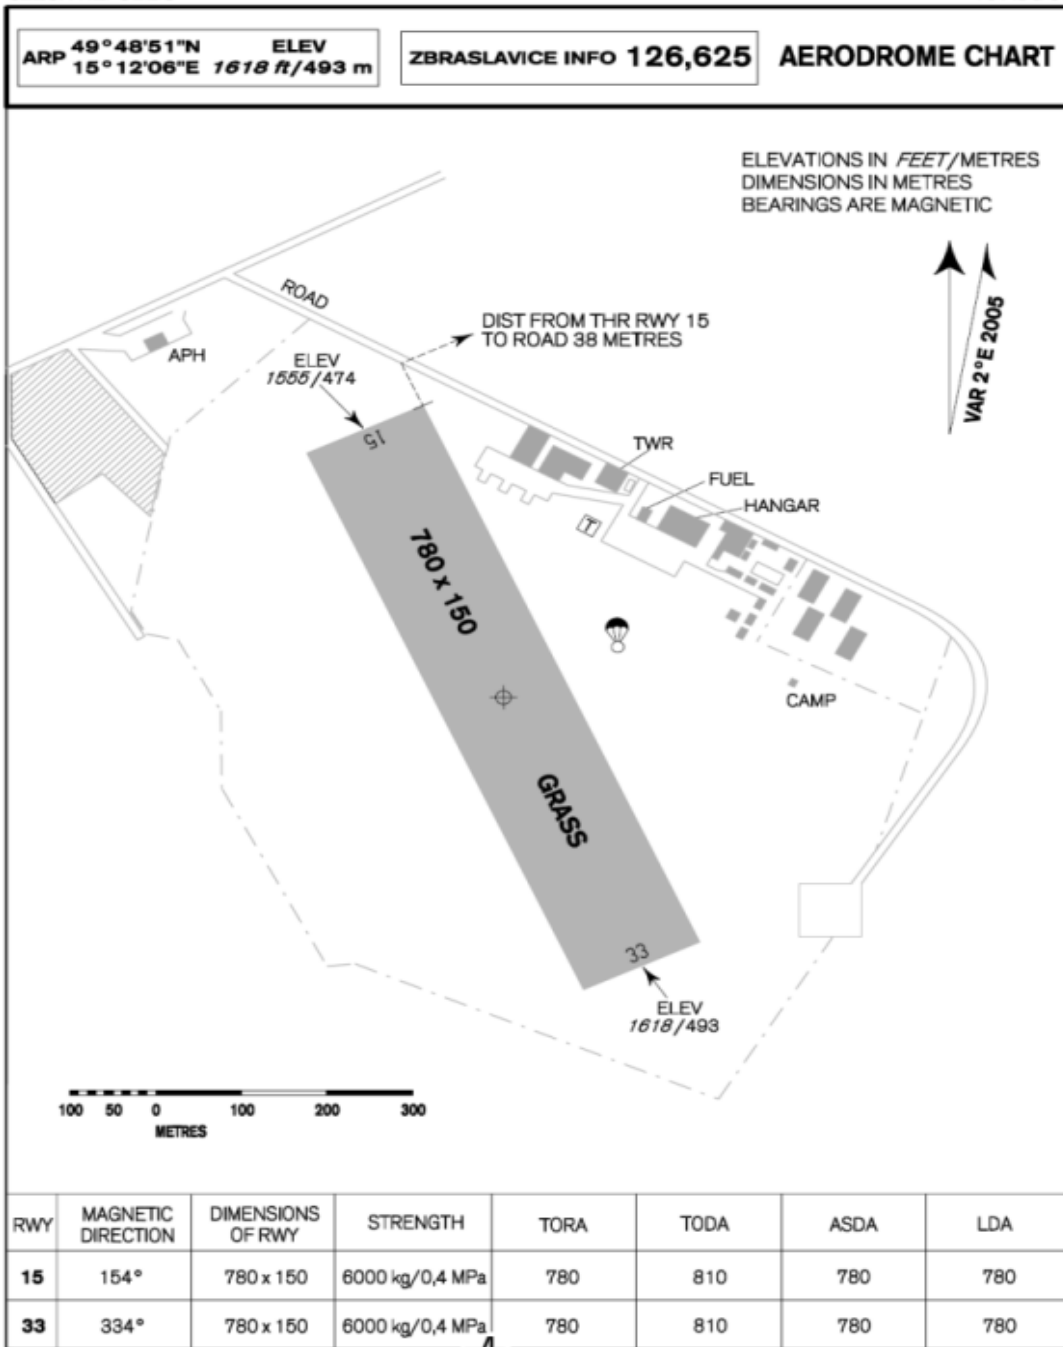 ARP 49°48'51"N ELEV
15°12'06"E 1618 ft/493 m
ZBRASLAVICE INFO 126,625
AERODROME CHART
ELEVATIONS IN FEET/METRES
DIMENSIONS IN METRES
BEARINGS ARE MAGNETIC
VAR 2°E 2005
ROAD
DIST FROM THR RWY 15
TO ROAD 38 METRES
APH
ELEV
1555/474
15
TWR
FUEL
HANGAR
T
780 x 150
CAMP
GRASS
33
ELEV
1618/493
100 50 0 100 200 300
METRES
RWY MAGNETIC DIRECTION DIMENSIONS OF RWY STRENGTH TORA TODA ASDA LDA
15 154° 780 x 150 6000 kg/0,4 MPa 780 810 780 780
33 334° 780 x 150 6000 kg/0,4 MPa 780 810 780 780